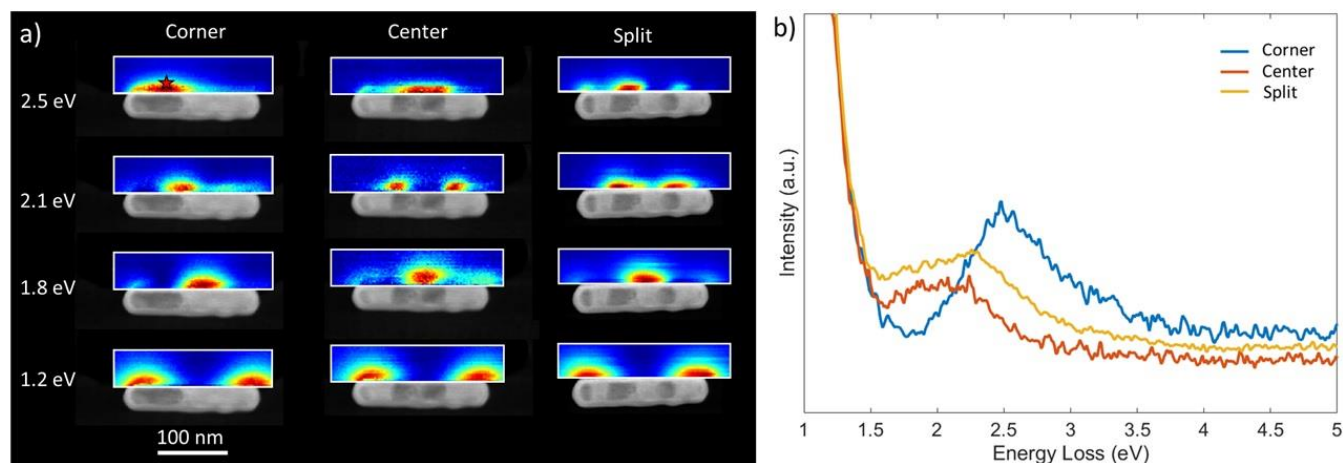 a)
Corner Center Split
2.5 eV
2.1 eV
1.8 eV
1.2 eV
100 nm
b)
Corner
Center
Split
Intensity (a.u.)
1 1.5 2 2.5 3 3.5 4 4.5 5
Energy Loss (eV)